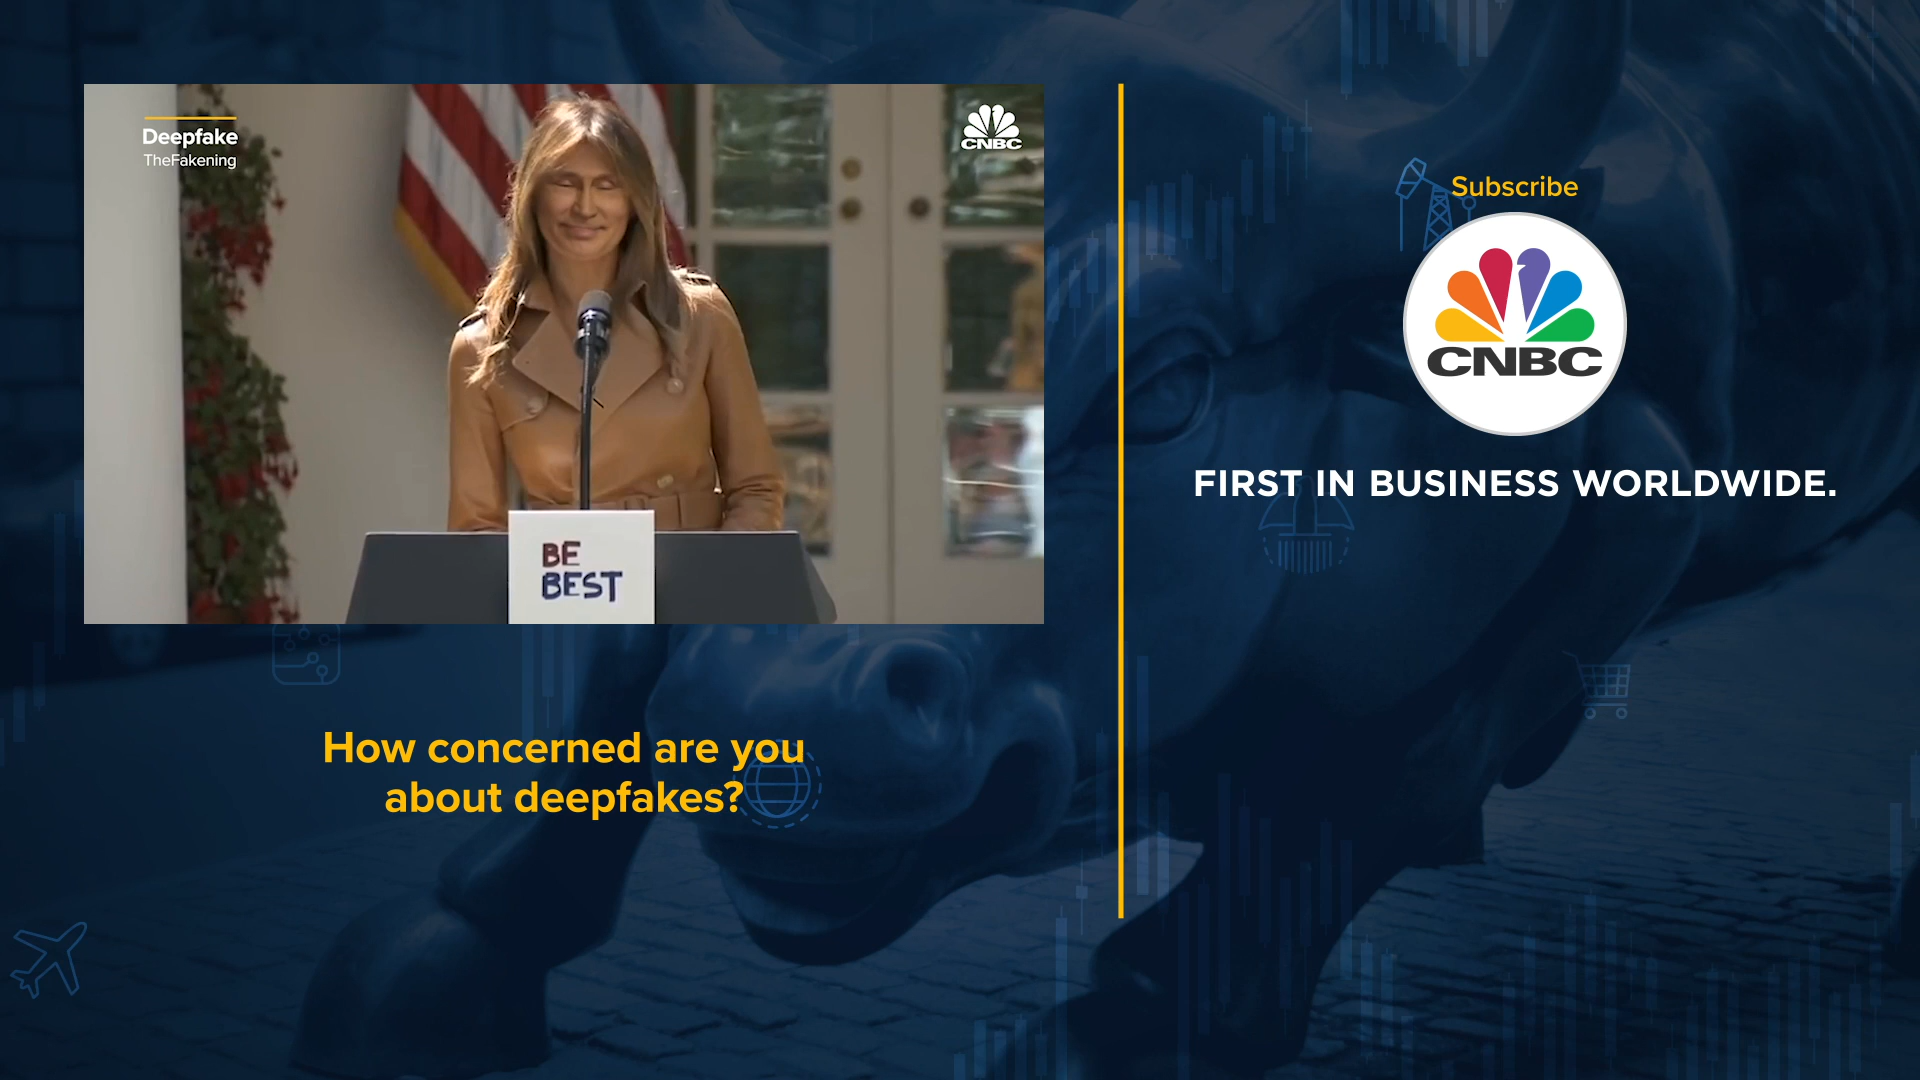 Deepfake
TheFakening
CNBC
BE
BEST
How concerned are you
about deepfakes?
Subscribe
CNBC
FIRST IN BUSINESS WORLDWIDE.